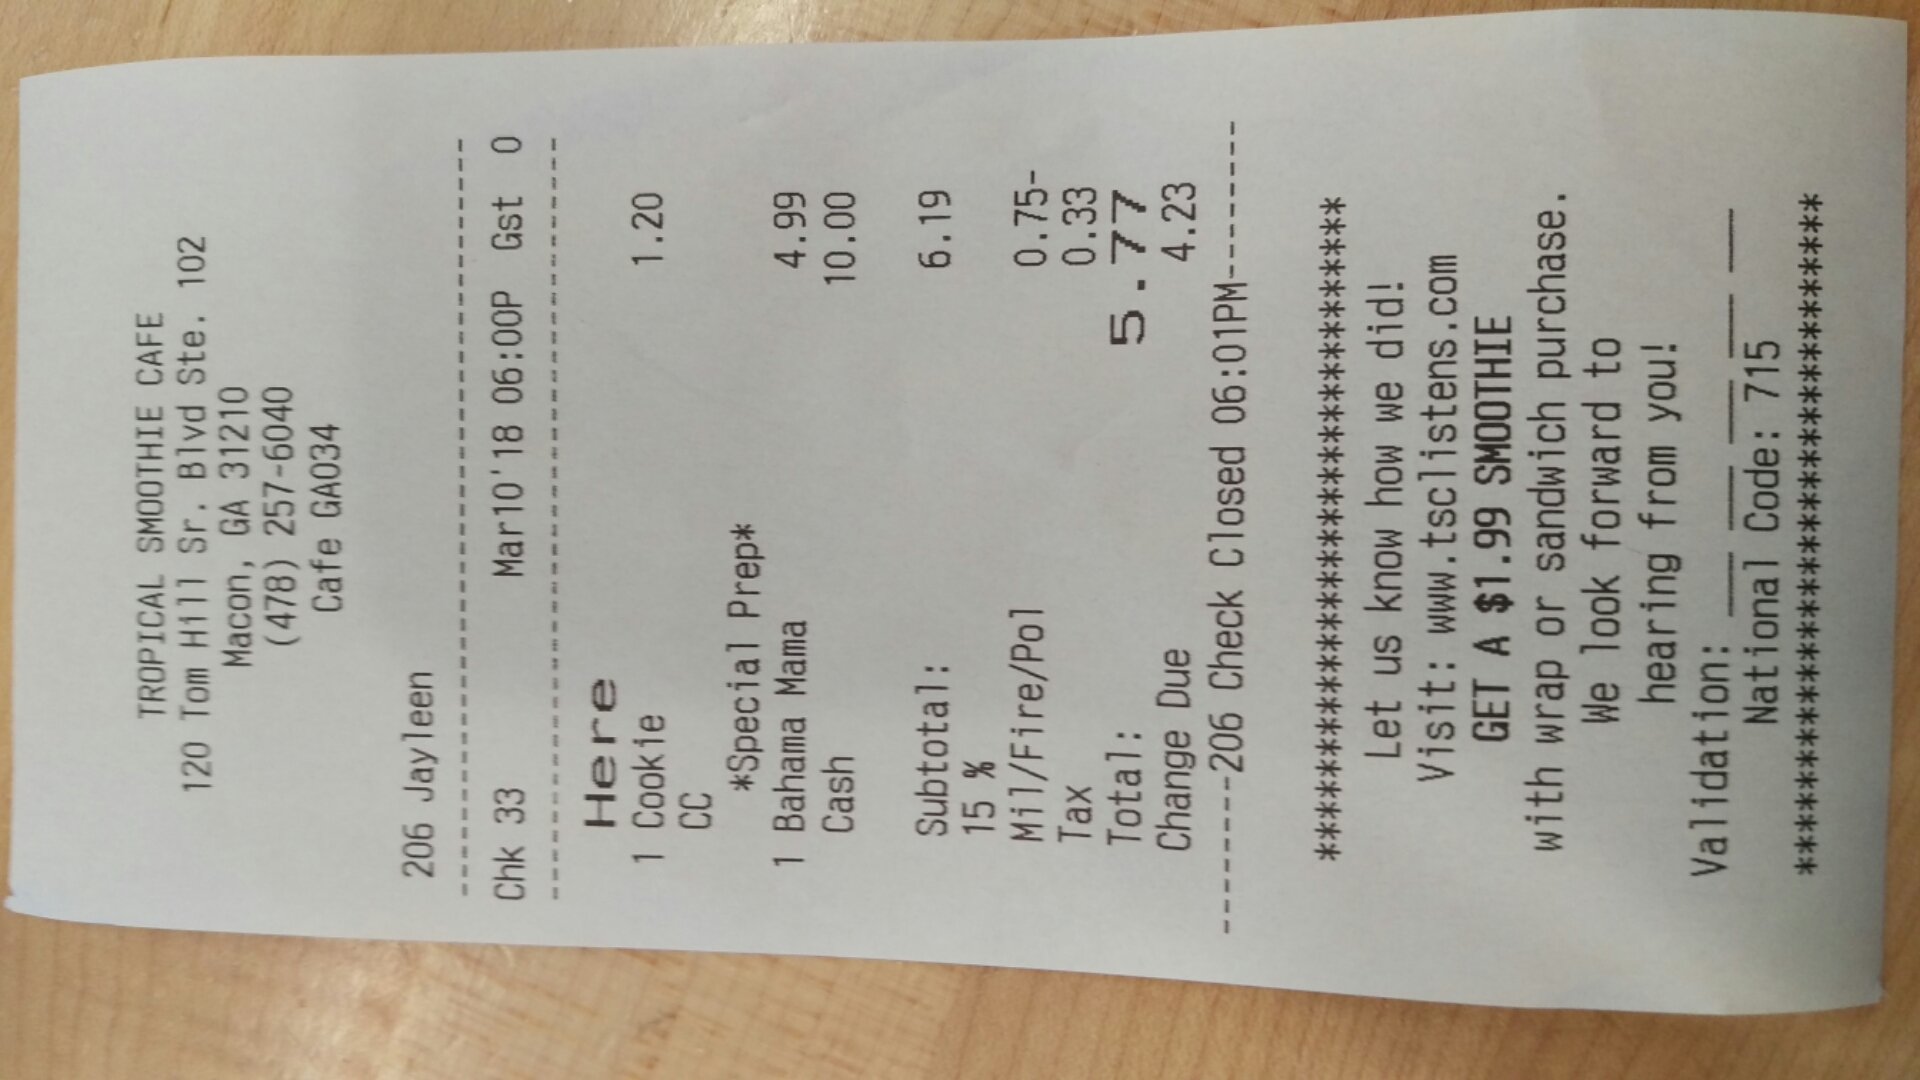 TROPICAL SMOOTHIE CAFE
120 Tom Hill Sr. Blvd Ste. 102
Macon, GA 31210
(478) 257-6040
Cafe GA034
206 Jayleen
--------------------------------
Chk 33 Mar10'18 06:00P Gst 0
--------------------------------
Here
1 Cookie 1.20
CC
*Special Prep*
1 Bahama Mama 4.99
Cash 10.00
Subtotal: 6.19
15 %
Mil/Fire/Pol 0.75-
Tax 0.33
Total: 5.77
Change Due 4.23
-------206 Check Closed 06:01PM-------
********************************
Let us know how we did!
Visit: www.tsclistens.com
GET A $1.99 SMOOTHIE
with wrap or sandwich purchase.
We look forward to
hearing from you!
Validation: ___ ___ ___ ___ ___
National Code: 715
********************************